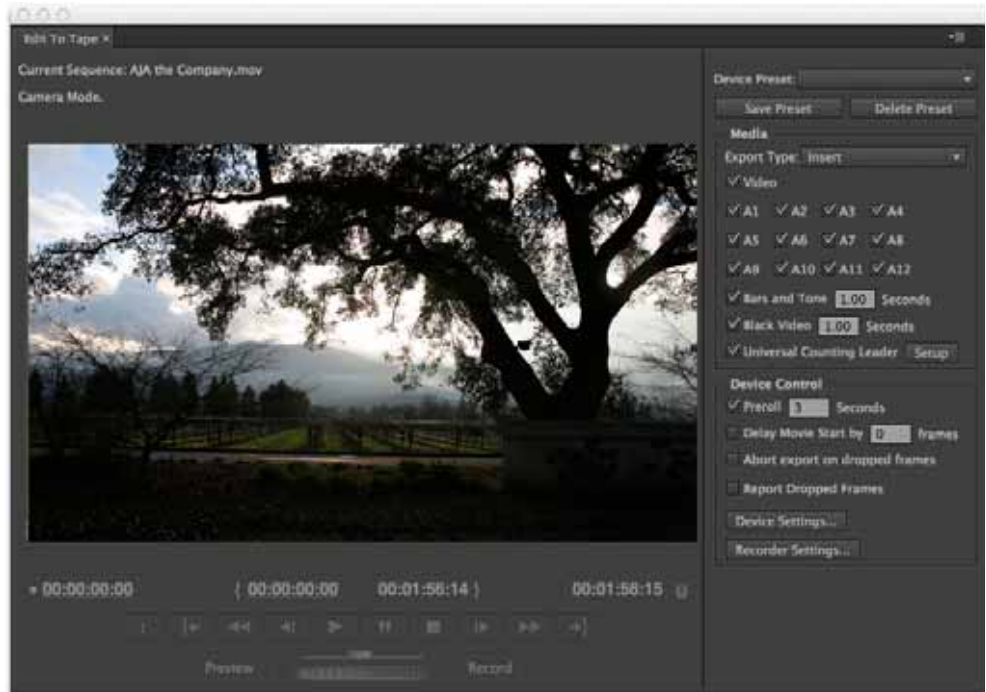 Edit To Tape ×
Current Sequence: AJA the Company.mov
Camera Mode.
00:00:00:00
{ 00:00:00:00
00:01:56:14 }
00:01:56:15
Preview
Record
Device Preset:
Save Preset
Delete Preset
Media
Export Type: Insert
Video
A1 A2 A3 A4
A5 A6 A7 A8
A9 A10 A11 A12
Bars and Tone 1.00 Seconds
Black Video 1.00 Seconds
Universal Counting Leader Setup
Device Control
Preroll 3 Seconds
Delay Movie Start by 0 frames
Abort export on dropped frames
Report Dropped Frames
Device Settings...
Recorder Settings...